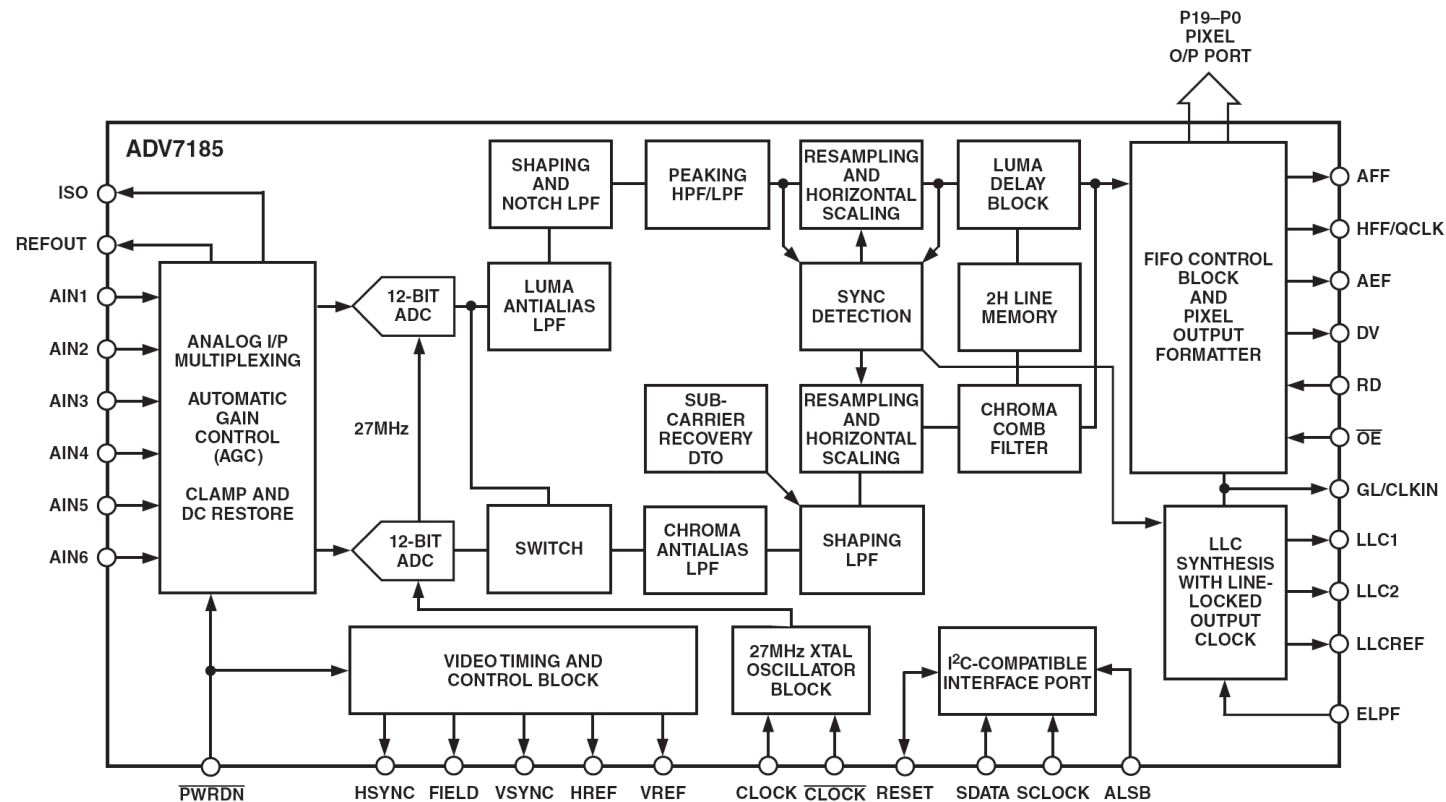 P19–P0
PIXEL
O/P PORT
ADV7185
ISO
REFOUT
AIN1
AIN2
AIN3
AIN4
AIN5
AIN6
ANALOG I/P
MULTIPLEXING
AUTOMATIC
GAIN
CONTROL
(AGC)
CLAMP AND
DC RESTORE
12-BIT
ADC
27MHz
12-BIT
ADC
SHAPING
AND
NOTCH LPF
LUMA
ANTIALIAS
LPF
PEAKING
HPF/LPF
RESAMPLING
AND
HORIZONTAL
SCALING
LUMA
DELAY
BLOCK
SYNC
DETECTION
2H LINE
MEMORY
SUB-
CARRIER
RECOVERY
DTO
RESAMPLING
AND
HORIZONTAL
SCALING
CHROMA
COMB
FILTER
SWITCH
CHROMA
ANTIALIAS
LPF
SHAPING
LPF
FIFO CONTROL
BLOCK
AND
PIXEL
OUTPUT
FORMATTER
LLC
SYNTHESIS
WITH LINE-
LOCKED
OUTPUT
CLOCK
AFF
HFF/QCLK
AEF
DV
RD
OE
GL/CLKIN
LLC1
LLC2
LLCREF
ELPF
VIDEO TIMING AND
CONTROL BLOCK
27MHz XTAL
OSCILLATOR
BLOCK
I²C-COMPATIBLE
INTERFACE PORT
PWRDN
HSYNC
FIELD
VSYNC
HREF
VREF
CLOCK
CLOCK
RESET
SDATA
SCLOCK
ALSB